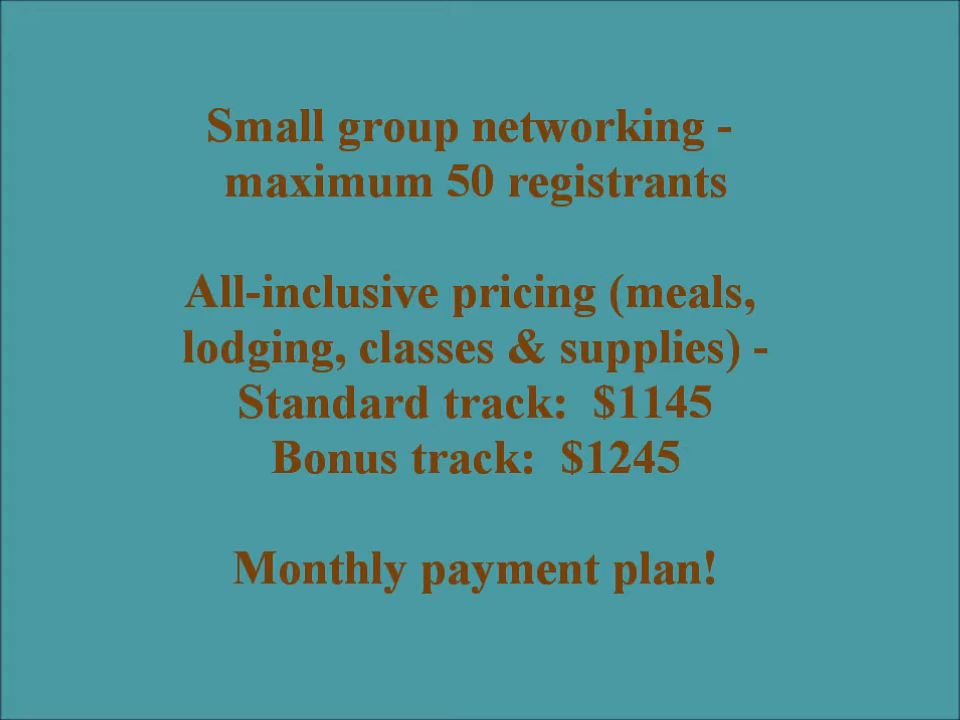 Small group networking -
maximum 50 registrants
All-inclusive pricing (meals,
lodging, classes & supplies) -
Standard track:  $1145
Bonus track:  $1245
Monthly payment plan!